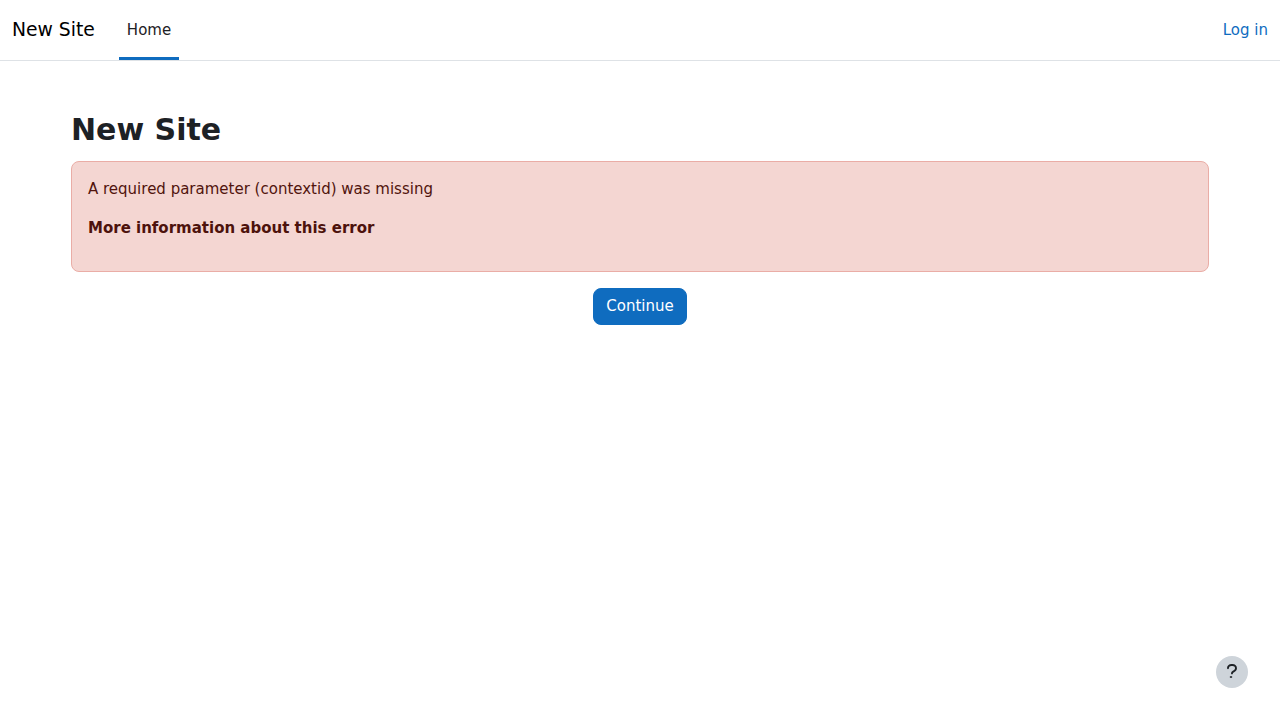 New Site Home Log in
New Site
A required parameter (contextid) was missing
More information about this error
Continue
?